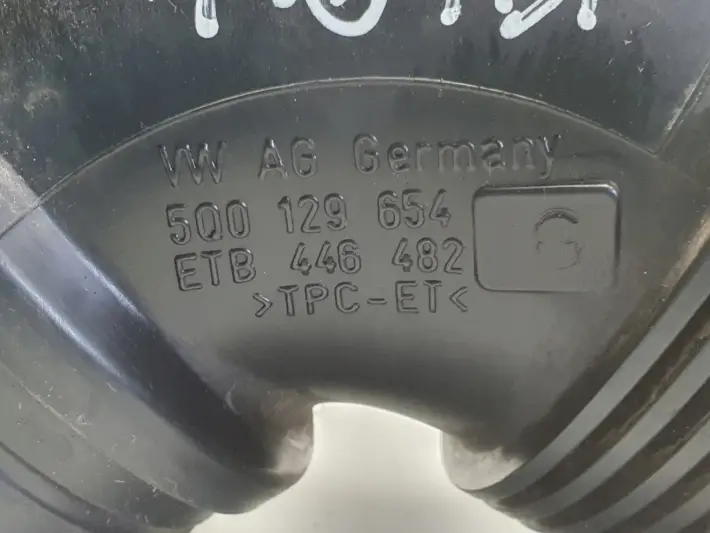 VW AG Germany
5Q0 129 654
G
ETB 446 482
>TPC-ET<